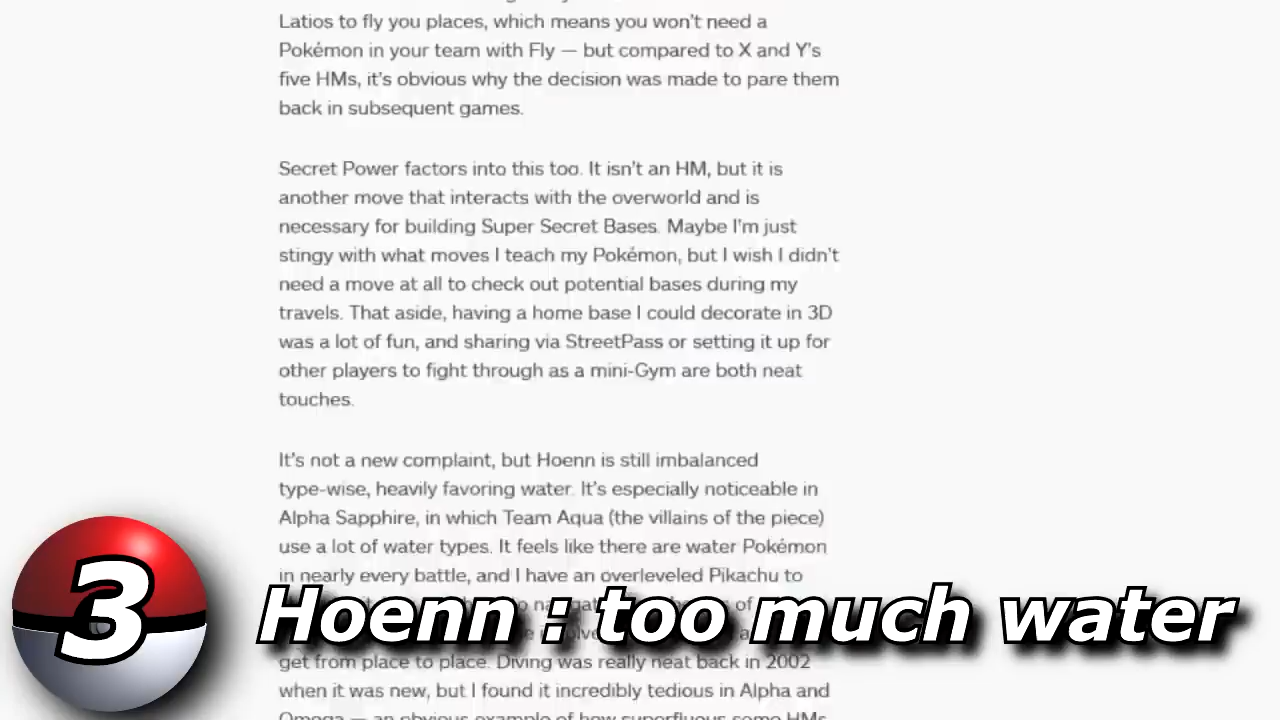 Latios to fly you places, which means you won't need a
Pokémon in your team with Fly — but compared to X and Y's
five HMs, it's obvious why the decision was made to pare them
back in subsequent games.
Secret Power factors into this too. It isn't an HM, but it is
another move that interacts with the overworld and is
necessary for building Super Secret Bases. Maybe I'm just
stingy with what moves I teach my Pokémon, but I wish I didn't
need a move at all to check out potential bases during my
travels. That aside, having a home base I could decorate in 3D
was a lot of fun, and sharing via StreetPass or setting it up for
other players to fight through as a mini-Gym are both neat
touches.
It's not a new complaint, but Hoenn is still imbalanced
type-wise, heavily favoring water. It's especially noticeable in
Alpha Sapphire, in which Team Aqua (the villains of the piece)
use a lot of water types. It feels like there are water Pokémon
in nearly every battle, and I have an overleveled Pikachu to
3
Hoenn : too much water
get from place to place. Diving was really neat back in 2002
when it was new, but I found it incredibly tedious in Alpha and
Omega — an obvious example of how superfluous some HMs